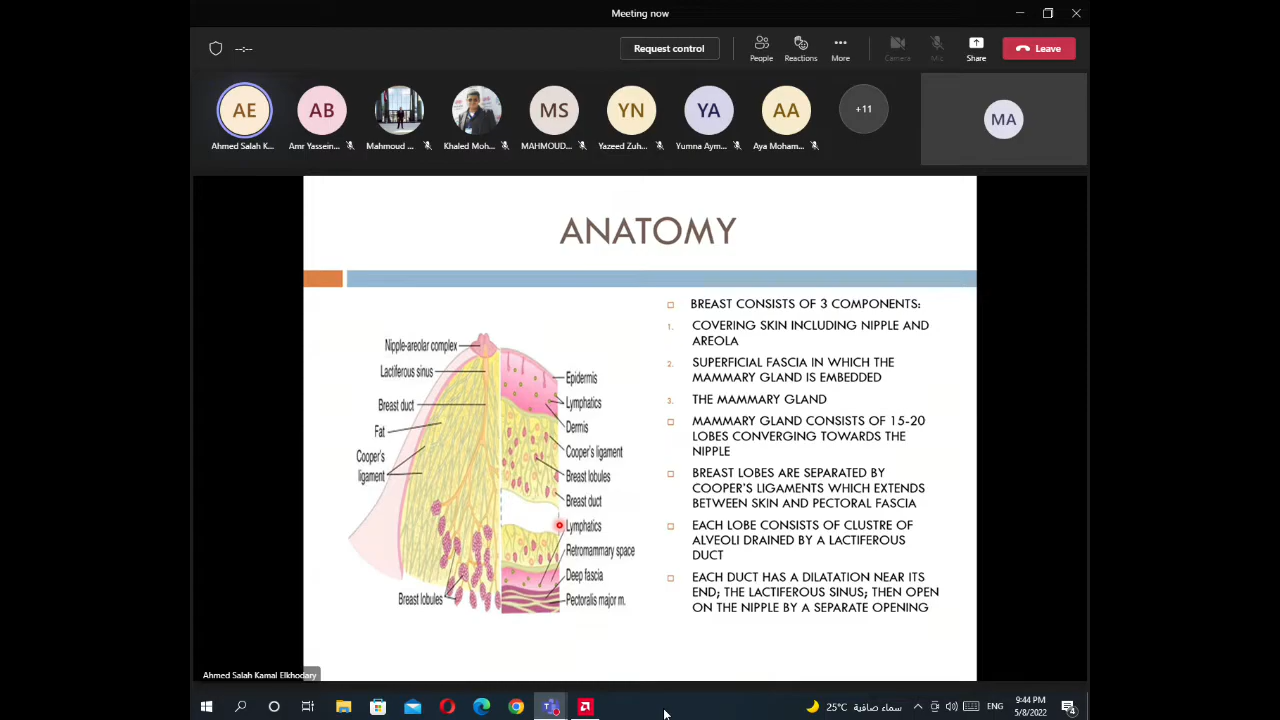 Meeting now
--:--
Request control
People
Reactions
More
Camera
Mic
Share
Leave
AE
AB
MS
YN
YA
AA
+11
MA
Ahmed Salah K...
Amr Yassein...
Mahmoud ...
Khaled Moh...
MAHMOUD...
Yazeed Zuh...
Yumna Aym...
Aya Moham...
ANATOMY
Nipple-areolar complex
Lactiferous sinus
Breast duct
Fat
Cooper's
ligament
Breast lobules
Epidermis
Lymphatics
Dermis
Cooper's ligament
Breast lobules
Breast duct
Lymphatics
Retromammary space
Deep fascia
Pectoralis major m.
BREAST CONSISTS OF 3 COMPONENTS:
1. COVERING SKIN INCLUDING NIPPLE AND
AREOLA
2. SUPERFICIAL FASCIA IN WHICH THE
MAMMARY GLAND IS EMBEDDED
3. THE MAMMARY GLAND
MAMMARY GLAND CONSISTS OF 15-20
LOBES CONVERGING TOWARDS THE
NIPPLE
BREAST LOBES ARE SEPARATED BY
COOPER'S LIGAMENTS WHICH EXTENDS
BETWEEN SKIN AND PECTORAL FASCIA
EACH LOBE CONSISTS OF CLUSTRE OF
ALVEOLI DRAINED BY A LACTIFEROUS
DUCT
EACH DUCT HAS A DILATATION NEAR ITS
END; THE LACTIFEROUS SINUS; THEN OPEN
ON THE NIPPLE BY A SEPARATE OPENING
Ahmed Salah Kamal Elkhodary
25°C سماء صافية
ENG
9:44 PM
5/8/2022
4